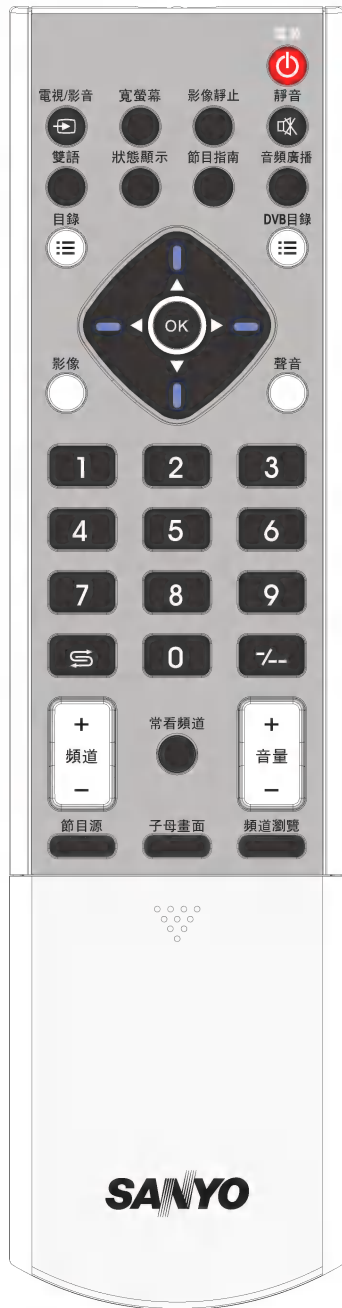 電源
電視/影音 寬螢幕 影像靜止 靜音
雙語 狀態顯示 節目指南 音頻廣播
目錄 DVB目錄
OK
影像 聲音
1 2 3
4 5 6
7 8 9
0 -/--
+ 常看頻道 +
頻道 音量
- -
節目源 子母畫面 頻道瀏覽
SANYO